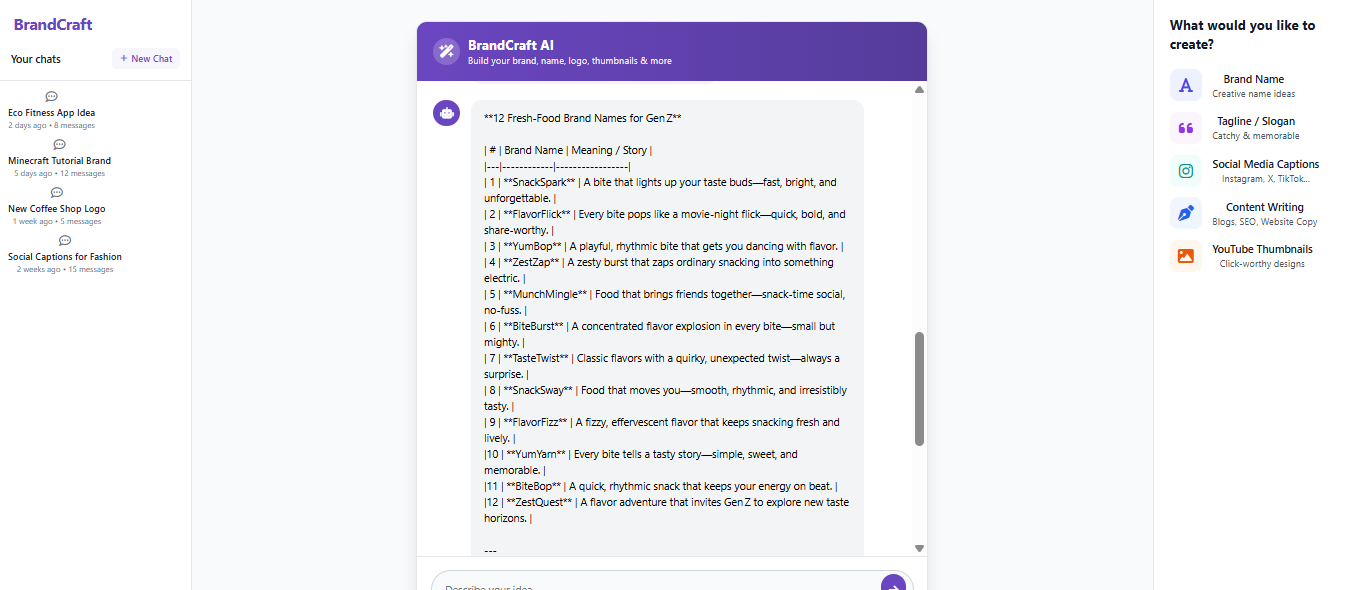 BrandCraft
Your chats
+ New Chat
Eco Fitness App Idea
2 days ago • 8 messages
Minecraft Tutorial Brand
5 days ago • 12 messages
New Coffee Shop Logo
1 week ago • 5 messages
Social Captions for Fashion
2 weeks ago • 15 messages
BrandCraft AI
Build your brand, name, logo, thumbnails & more
**12 Fresh-Food Brand Names for Gen Z**
| # | Brand Name | Meaning / Story |
|---|------------|-----------------|
| 1 | **SnackSpark** | A bite that lights up your taste buds—fast, bright, and
unforgettable. |
| 2 | **FlavorFlick** | Every bite pops like a movie-night flick—quick, bold, and
share-worthy. |
| 3 | **YumBop** | A playful, rhythmic bite that gets you dancing with flavor. |
| 4 | **ZestZap** | A zesty burst that zaps ordinary snacking into something
electric. |
| 5 | **MunchMingle** | Food that brings friends together—snack-time social,
no-fuss. |
| 6 | **BiteBurst** | A concentrated flavor explosion in every bite—small but
mighty. |
| 7 | **TasteTwist** | Classic flavors with a quirky, unexpected twist—always a
surprise. |
| 8 | **SnackSway** | Food that moves you—smooth, rhythmic, and irresistibly
tasty. |
| 9 | **FlavorFizz** | A fizzy, effervescent flavor that keeps snacking fresh and
lively. |
|10 | **YumYarn** | Every bite tells a tasty story—simple, sweet, and
memorable. |
|11 | **BiteBop** | A quick, rhythmic snack that keeps your energy on beat. |
|12 | **ZestQuest** | A flavor adventure that invites Gen Z to explore new taste
horizons. |
---
Describe your idea
What would you like to
create?
A
Brand Name
Creative name ideas
Tagline / Slogan
Catchy & memorable
Social Media Captions
Instagram, X, TikTok...
Content Writing
Blogs, SEO, Website Copy
YouTube Thumbnails
Click-worthy designs